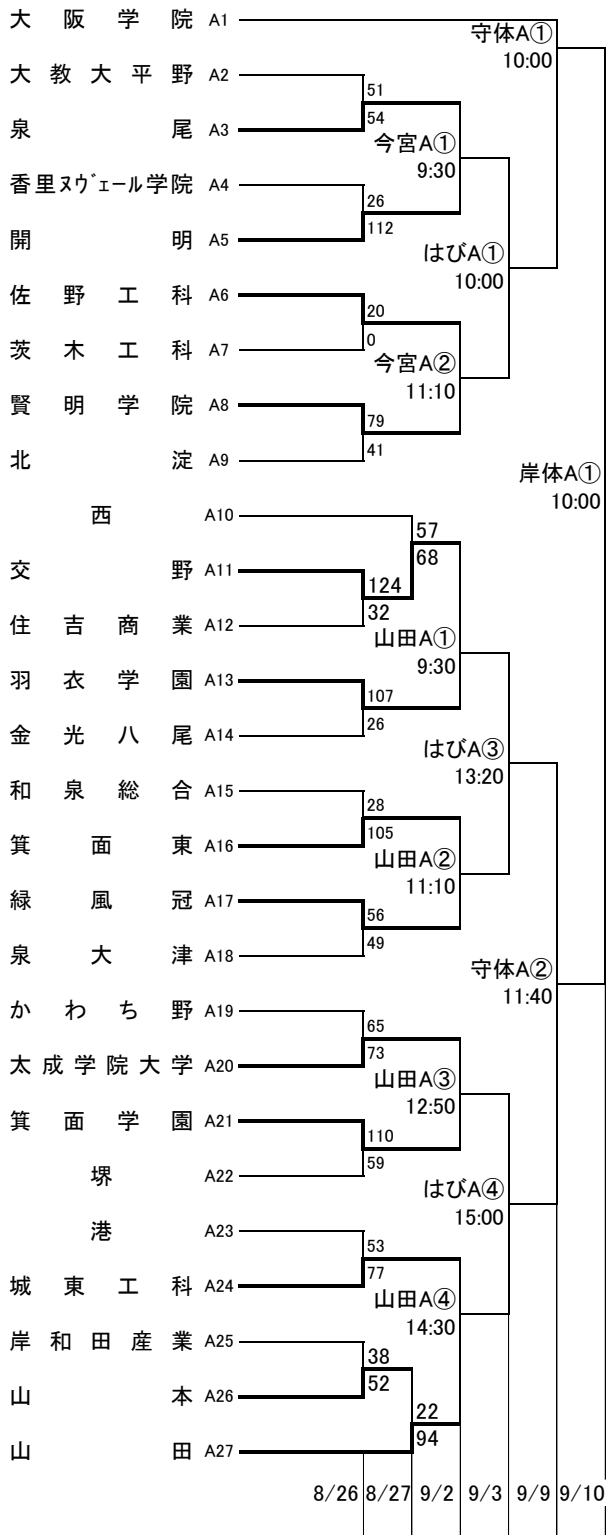 大阪学院 A1
守体A①
10:00
大教大平野 A2
51
泉尾 A3
54
今宮A①
9:30
香里ヌヴェール学院 A4
26
開明 A5
112
はびA①
10:00
佐野工科 A6
20
茨木工科 A7
0
今宮A②
11:10
賢明学院 A8
79
北淀 A9
41
岸体A①
10:00
西 A10
57
交野 A11
68
124
住吉商業 A12
32
山田A①
9:30
羽衣学園 A13
107
金光八尾 A14
26
はびA③
13:20
和泉総合 A15
28
箕面東 A16
105
山田A②
11:10
緑風冠 A17
56
泉大津 A18
49
守体A②
11:40
かわち野 A19
65
太成学院大学 A20
73
山田A③
12:50
箕面学園 A21
110
堺 A22
59
はびA④
15:00
港 A23
53
城東工科 A24
77
山田A④
14:30
岸和田産業 A25
38
山本 A26
52
22
山田 A27
94
8/26 8/27 9/2 9/3 9/9 9/10